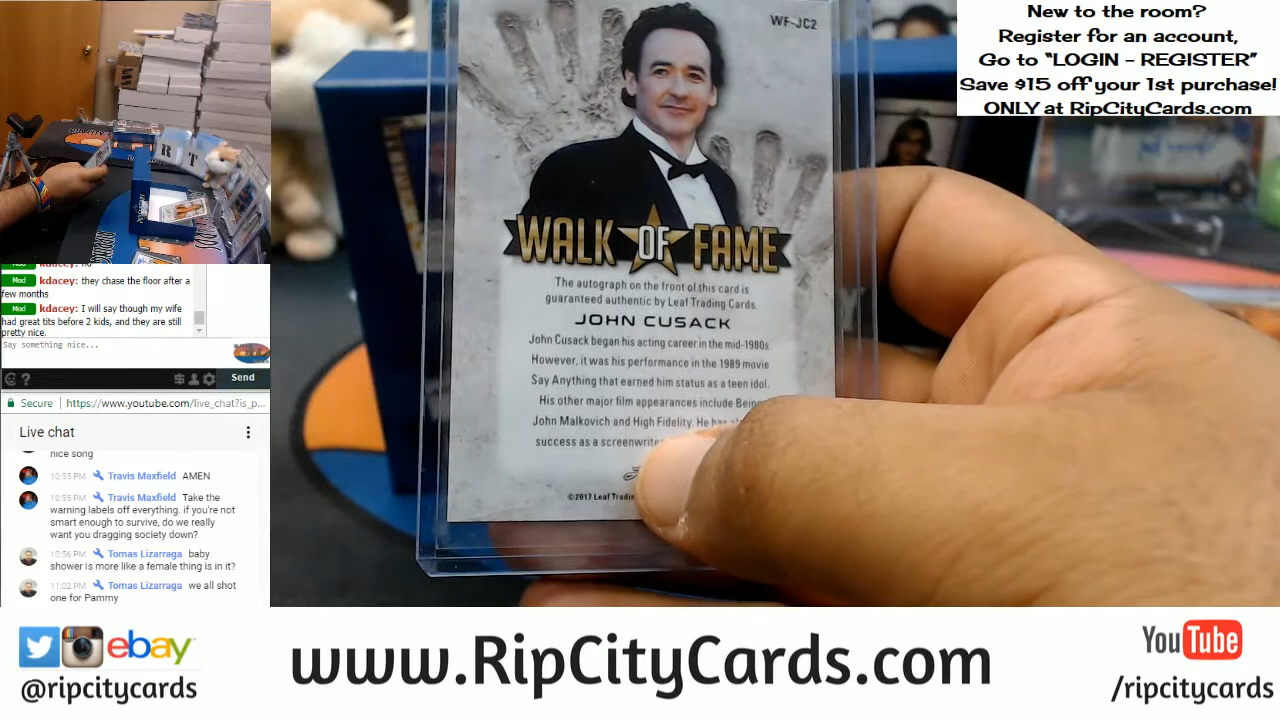 New to the room?
Register for an account,
Go to “LOGIN - REGISTER”
Save $15 off your 1st purchase!
ONLY at RipCityCards.com
WF-JC2
WALK OF FAME
The autograph on the front of this card is
guaranteed authentic by Leaf Trading Cards.
JOHN CUSACK
John Cusack began his acting career in the mid-1980s.
However, it was his performance in the 1989 movie
Say Anything that earned him status as a teen idol.
His other major film appearances include Being
John Malkovich and High Fidelity. He has
success as a screenwriter
©2017 Leaf Trading
R T
Mod kdacey: no
Mod kdacey: they chase the floor after a
few months
Mod kdacey: I will say though my wife
had great tits before 2 kids, and they are still
pretty nice.
Say something nice...
Send
Secure https://www.youtube.com/live_chat?is_p...
Live chat
nice song
10:55 PM Travis Maxfield AMEN
10:55 PM Travis Maxfield Take the
warning labels off everything. if you're not
smart enough to survive, do we really
want you dragging society down?
10:56 PM Tomas Lizarraga baby
shower is more like a female thing is in it?
11:02 PM Tomas Lizarraga we all shot
one for Pammy
ebay
@ripcitycards
www.RipCityCards.com
YouTube
/ripcitycards